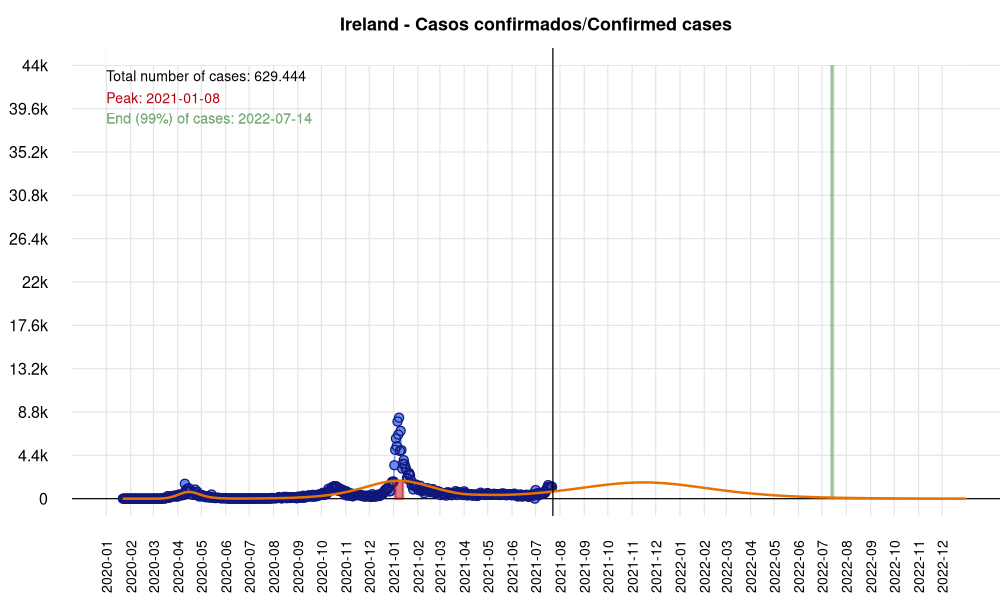 Ireland - Casos confirmados/Confirmed cases
Total number of cases: 629.444
Peak: 2021-01-08
End (99%) of cases: 2022-07-14
44k
39.6k
35.2k
30.8k
26.4k
22k
17.6k
13.2k
8.8k
4.4k
0
2020-01
2020-02
2020-03
2020-04
2020-05
2020-06
2020-07
2020-08
2020-09
2020-10
2020-11
2020-12
2021-01
2021-02
2021-03
2021-04
2021-05
2021-06
2021-07
2021-08
2021-09
2021-10
2021-11
2021-12
2022-01
2022-02
2022-03
2022-04
2022-05
2022-06
2022-07
2022-08
2022-09
2022-10
2022-11
2022-12